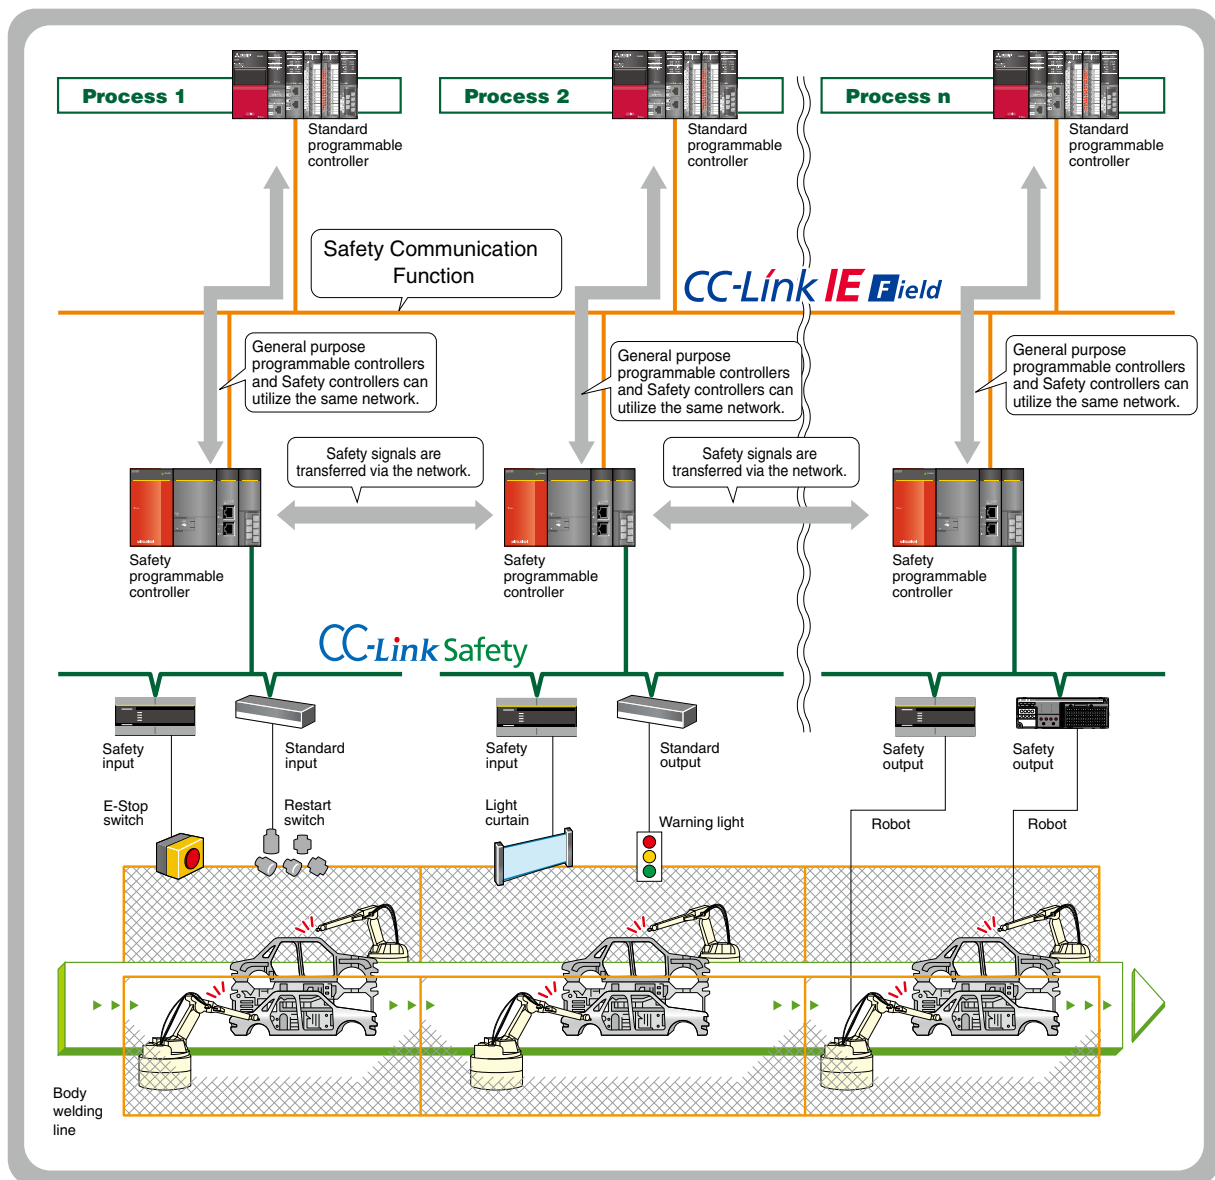 Process 1
Process 2
Process n
Standard
programmable
controller
Standard
programmable
controller
Standard
programmable
controller
Safety Communication
Function
CC-Link IE Field
General purpose
programmable controllers
and Safety controllers can
utilize the same network.
General purpose
programmable controllers
and Safety controllers can
utilize the same network.
General purpose
programmable controllers
and Safety controllers can
utilize the same network.
Safety signals are
transferred via the network.
Safety signals are
transferred via the network.
Safety
programmable
controller
Safety
programmable
controller
Safety
programmable
controller
CC-Link Safety
Safety
input
Standard
input
Safety
input
Standard
output
Safety
output
Safety
output
E-Stop
switch
Restart
switch
Light
curtain
Warning light
Robot
Robot
Body
welding
line